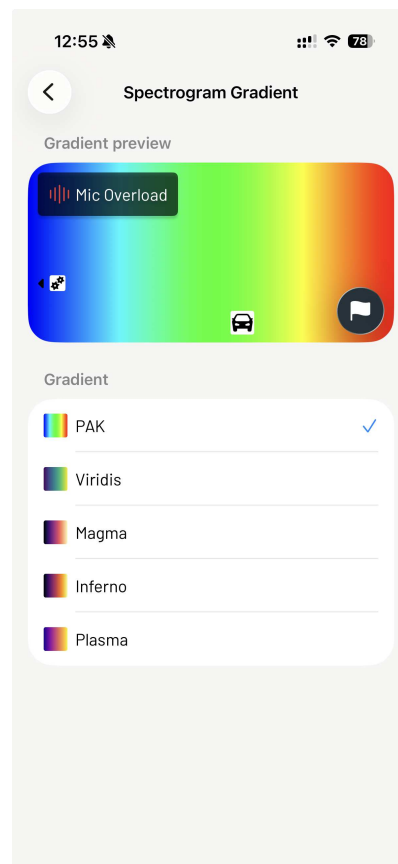 12:55
78
Spectrogram Gradient
Gradient preview
Mic Overload
Gradient
PAK
Viridis
Magma
Inferno
Plasma